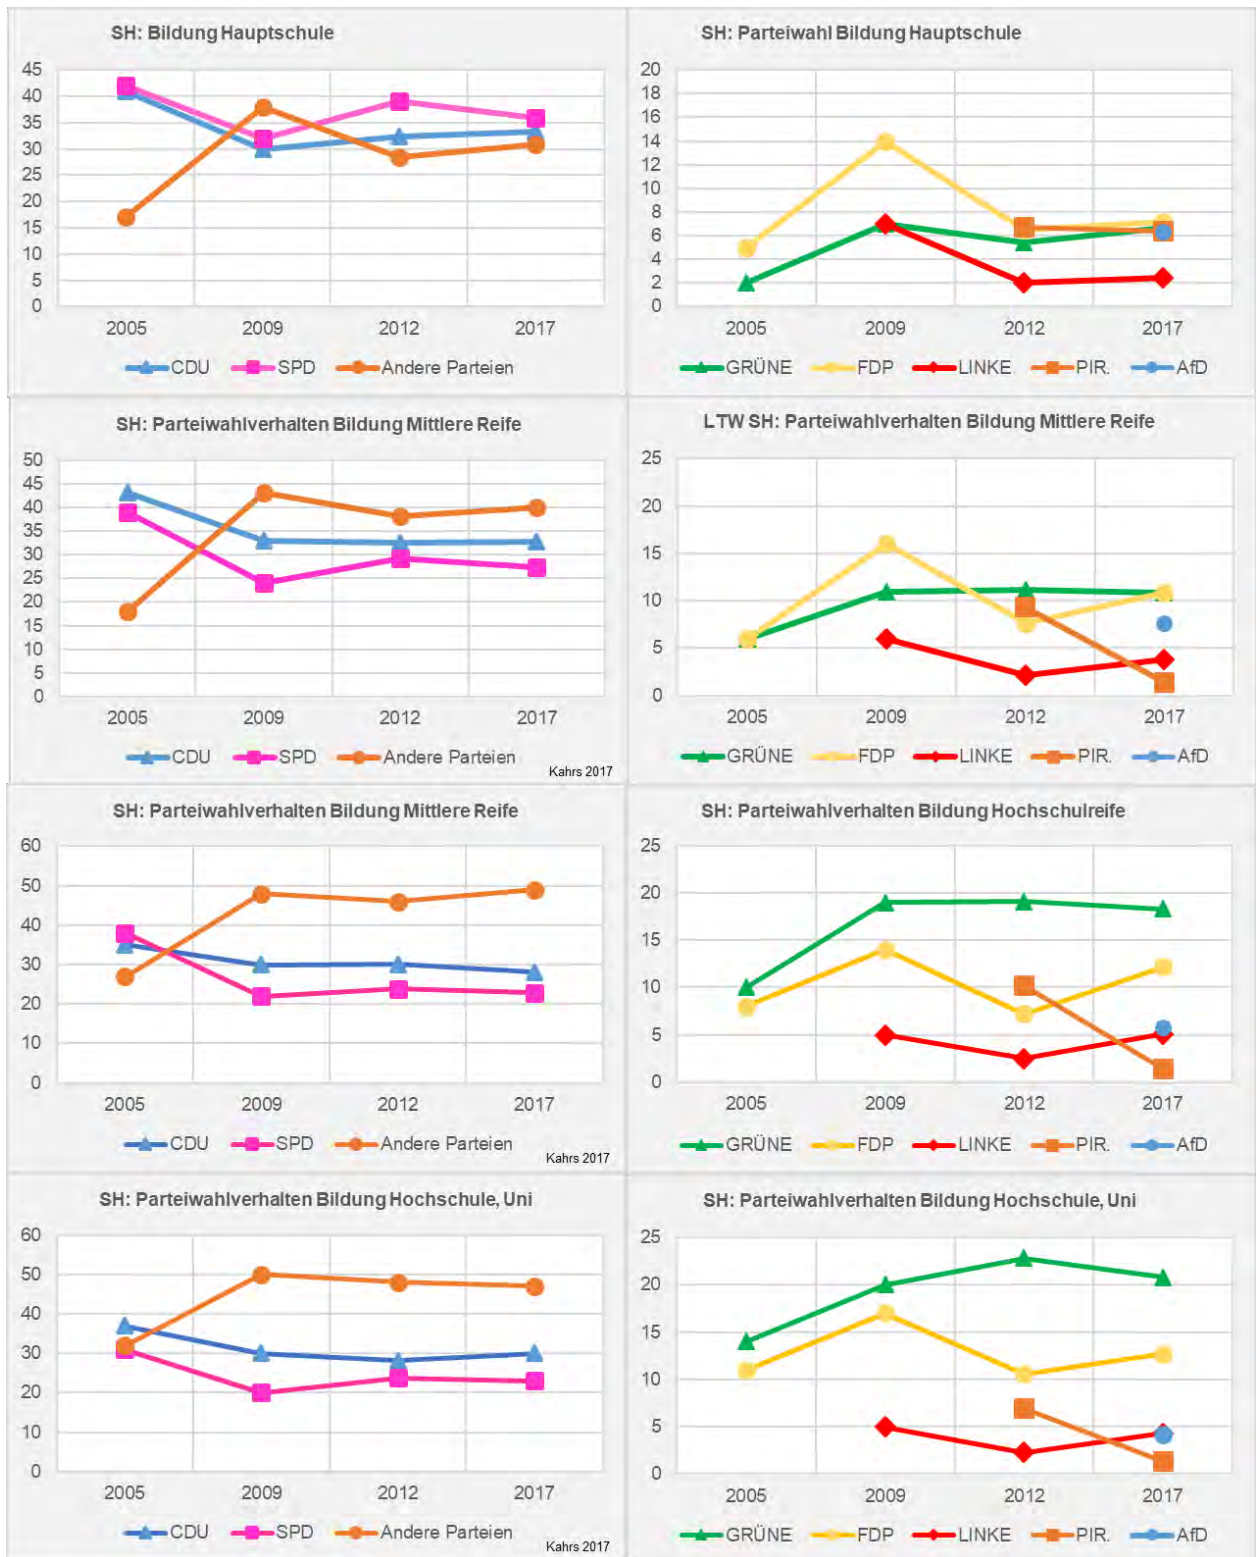 SH: Bildung Hauptschule
45
40
35
30
25
20
15
10
5
0
2005 2009 2012 2017
CDU SPD Andere Parteien
SH: Parteiwahl Bildung Hauptschule
20
18
16
14
12
10
8
6
4
2
0
2005 2009 2012 2017
GRÜNE FDP LINKE PIR. AfD
SH: Parteiwahlverhalten Bildung Mittlere Reife
50
45
40
35
30
25
20
15
10
5
0
2005 2009 2012 2017
CDU SPD Andere Parteien
Kahrs 2017
LTW SH: Parteiwahlverhalten Bildung Mittlere Reife
25
20
15
10
5
0
2005 2009 2012 2017
GRÜNE FDP LINKE PIR. AfD
SH: Parteiwahlverhalten Bildung Mittlere Reife
60
50
40
30
20
10
0
2005 2009 2012 2017
CDU SPD Andere Parteien
Kahrs 2017
SH: Parteiwahlverhalten Bildung Hochschulreife
25
20
15
10
5
0
2005 2009 2012 2017
GRÜNE FDP LINKE PIR. AfD
SH: Parteiwahlverhalten Bildung Hochschule, Uni
60
50
40
30
20
10
0
2005 2009 2012 2017
CDU SPD Andere Parteien
Kahrs 2017
SH: Parteiwahlverhalten Bildung Hochschule, Uni
25
20
15
10
5
0
2005 2009 2012 2017
GRÜNE FDP LINKE PIR. AfD